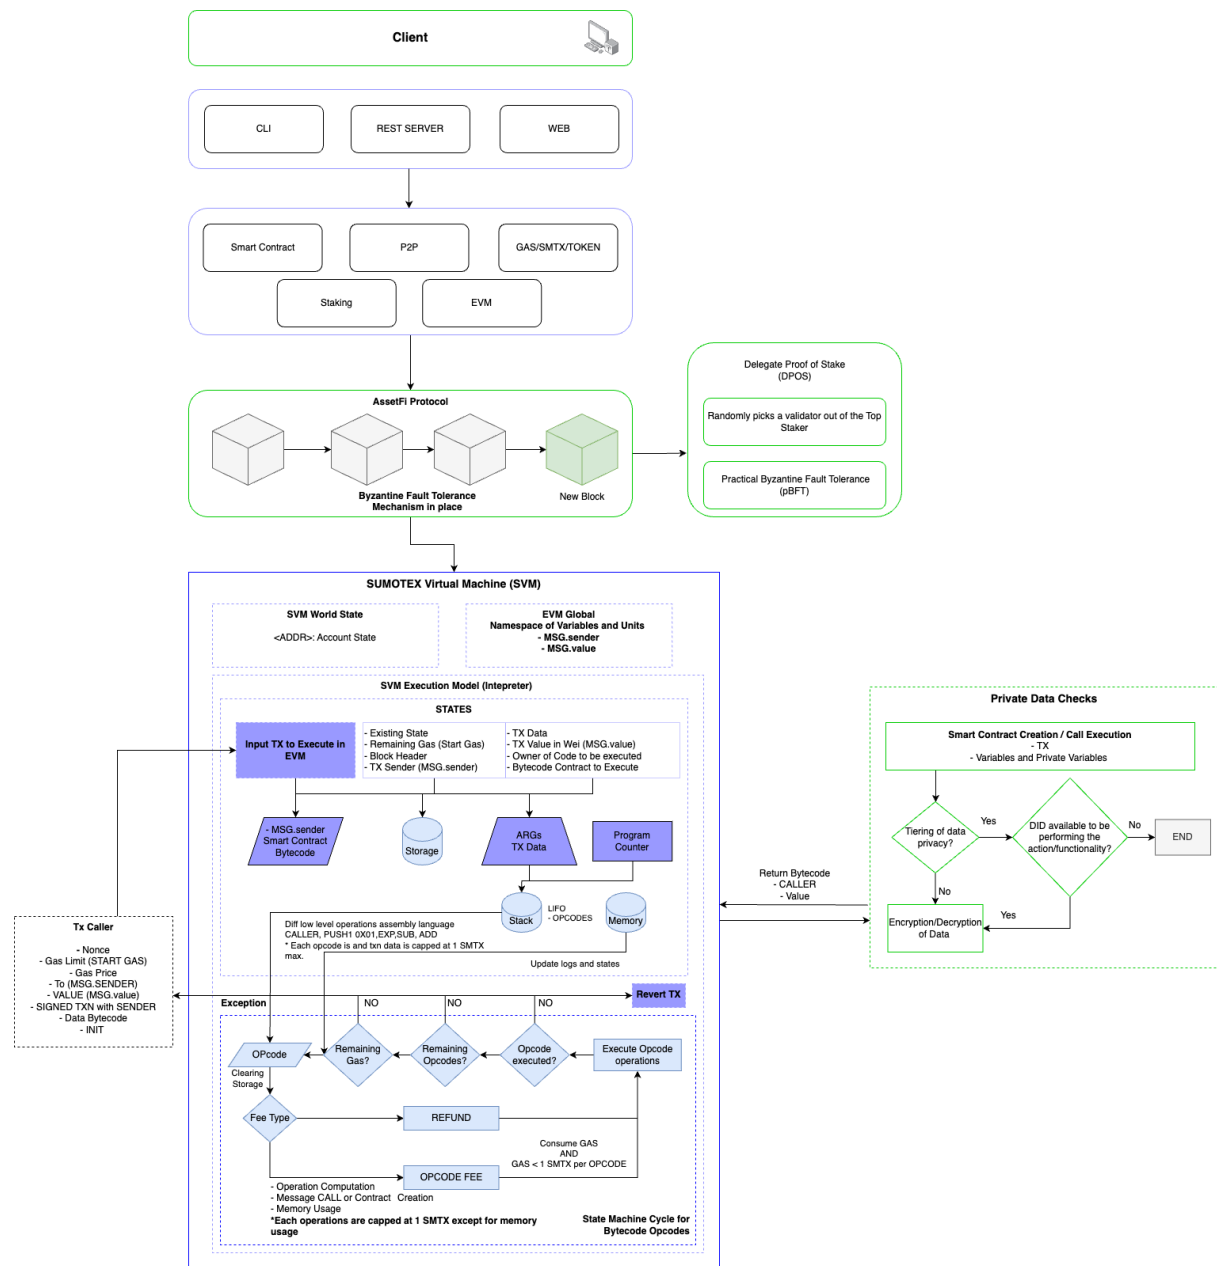 Client
CLI
REST SERVER
WEB
Smart Contract
P2P
GAS/SMTX/TOKEN
Staking
EVM
AssetFi Protocol
Byzantine Fault Tolerance
Mechanism in place
New Block
Delegate Proof of Stake
(DPOS)
Randomly picks a validator out of the Top
Staker
Practical Byzantine Fault Tolerance
(pBFT)
SUMOTEX Virtual Machine (SVM)
SVM World State
<ADDR>: Account State
EVM Global
Namespace of Variables and Units
- MSG.sender
- MSG.value
SVM Execution Model (Intepreter)
STATES
Input TX to Execute in
EVM
- Existing State
- Remaining Gas (Start Gas)
- Block Header
- TX Sender (MSG.sender)
- TX Data
- TX Value in Wei (MSG.value)
- Owner of Code to be executed
- Bytecode Contract to Execute
- MSG.sender
Smart Contract
Bytecode
Storage
ARGs
TX Data
Program
Counter
Stack
LIFO
- OPCODES
Memory
Diff low level operations assembly language
CALLER, PUSH1 0X01,EXP,SUB, ADD
* Each opcode is and txn data is capped at 1 SMTX
max.
Update logs and states
Tx Caller
- Nonce
- Gas Limit (START GAS)
- Gas Price
- To (MSG.SENDER)
- VALUE (MSG.value)
- SIGNED TXN with SENDER
- Data Bytecode
- INIT
Exception
Revert TX
NO
NO
NO
OPcode
Remaining
Gas?
Remaining
Opcodes?
Opcode
executed?
Execute Opcode
operations
Clearing
Storage
Fee Type
REFUND
Consume GAS
AND
GAS < 1 SMTX per OPCODE
OPCODE FEE
- Operation Computation
- Message CALL or Contract Creation
- Memory Usage
*Each operations are capped at 1 SMTX except for memory
usage
State Machine Cycle for
Bytecode Opcodes
Return Bytecode
- CALLER
- Value
Private Data Checks
Smart Contract Creation / Call Execution
- TX
- Variables and Private Variables
Tiering of data
privacy?
Yes
DID available to be
performing the
action/functionality?
No
END
No
Yes
Encryption/Decryption
of Data